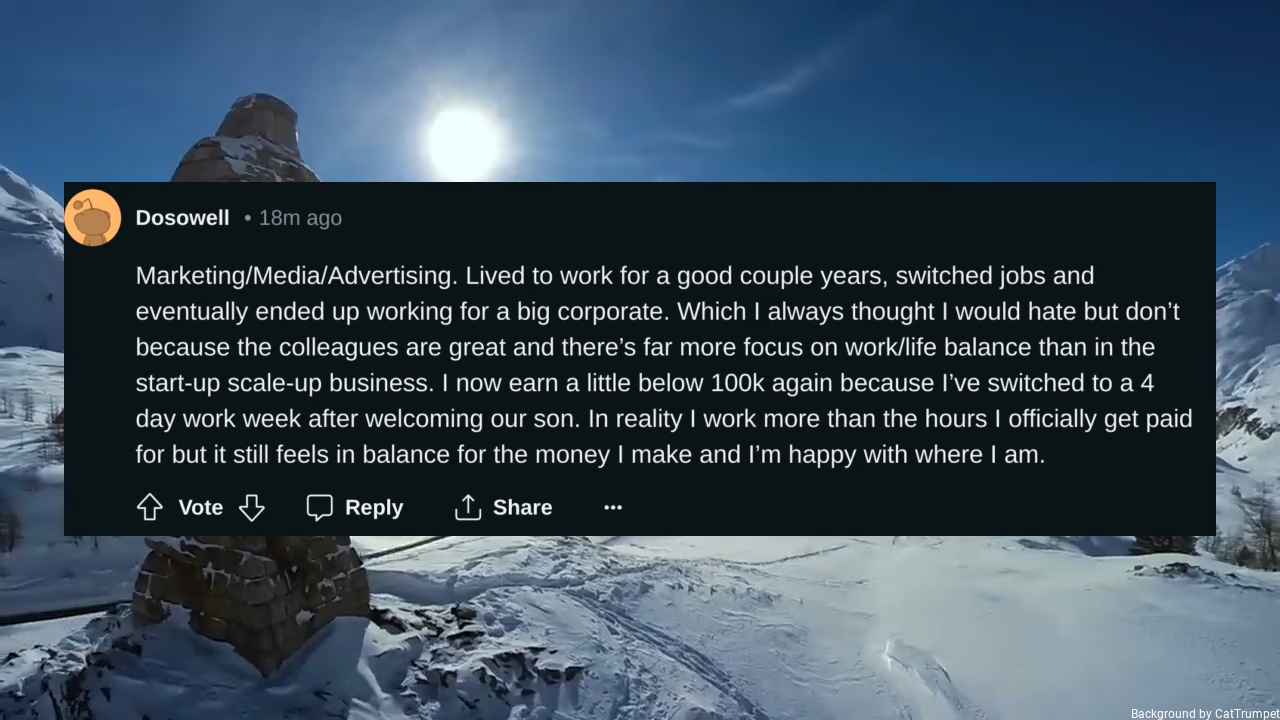 Dosowell • 18m ago
Marketing/Media/Advertising. Lived to work for a good couple years, switched jobs and
eventually ended up working for a big corporate. Which I always thought I would hate but don’t
because the colleagues are great and there’s far more focus on work/life balance than in the
start-up scale-up business. I now earn a little below 100k again because I’ve switched to a 4
day work week after welcoming our son. In reality I work more than the hours I officially get paid
for but it still feels in balance for the money I make and I’m happy with where I am.
Vote Reply Share ···
Background by CatTrumpet